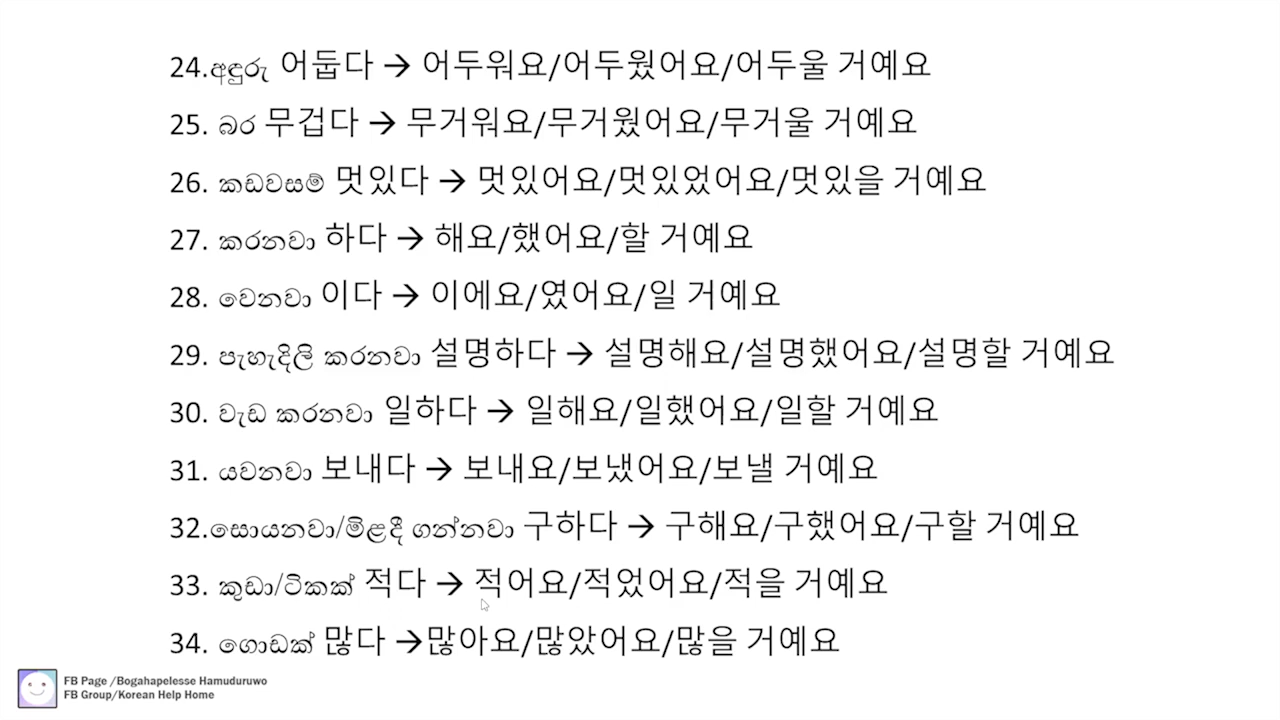 24.අඳුරු 어둡다 → 어두워요/어두웠어요/어두울 거예요
25. බර 무겁다 → 무거워요/무거웠어요/무거울 거예요
26. කඩවසම් 멋있다 → 멋있어요/멋있었어요/멋있을 거예요
27. කරනවා 하다 → 해요/했어요/할 거예요
28. වෙනවා 이다 → 이에요/였어요/일 거예요
29. පැහැදිලි කරනවා 설명하다 → 설명해요/설명했어요/설명할 거예요
30. වැඩ කරනවා 일하다 → 일해요/일했어요/일할 거예요
31. යවනවා 보내다 → 보내요/보냈어요/보낼 거예요
32.සොයනවා/මිළදී ගන්නවා 구하다 → 구해요/구했어요/구할 거예요
33. කුඩා/ටිකක් 적다 → 적어요/적었어요/적을 거예요
34. ගොඩක් 많다 →많아요/많았어요/많을 거예요
FB Page /Bogahapelesse Hamuduruwo
FB Group/Korean Help Home